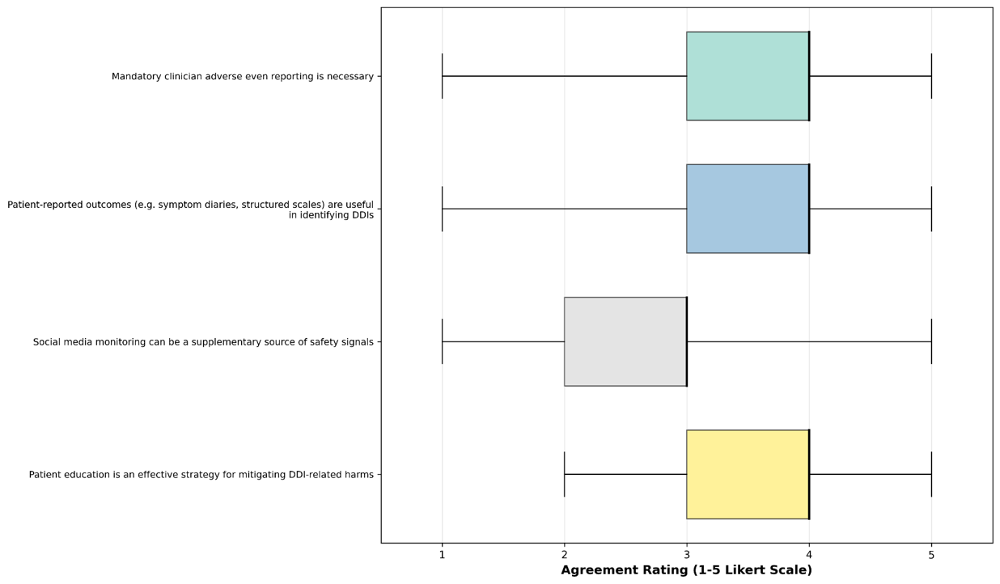 Mandatory clinician adverse even reporting is necessary
Patient-reported outcomes (e.g. symptom diaries, structured scales) are useful
in identifying DDIs
Social media monitoring can be a supplementary source of safety signals
Patient education is an effective strategy for mitigating DDI-related harms
1 2 3 4 5
Agreement Rating (1-5 Likert Scale)